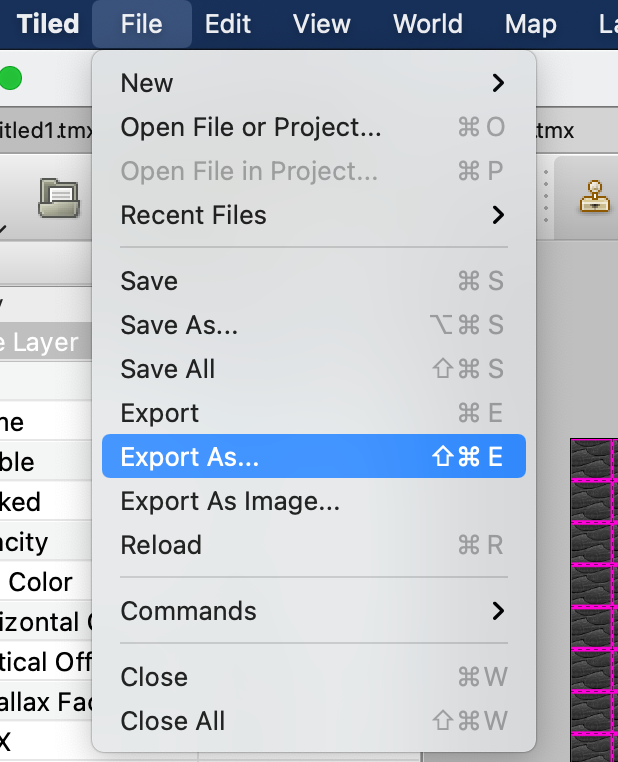 Tiled File Edit View World Map La
New
itled1.tmx Open File or Project... ⌘ O .tmx
Open File in Project... ⌘ P
Recent Files
Save ⌘ S
Save As... ⌥⌘ S
e Layer
Save All ⇧⌘ S
Export ⌘ E
me
Export As... ⇧⌘ E
ble
Export As Image... 
ked
Reload ⌘ R
acity
Color
Commands
izontal O
Close ⌘W
tical Off
allax Fac
Close All ⇧⌘W
X